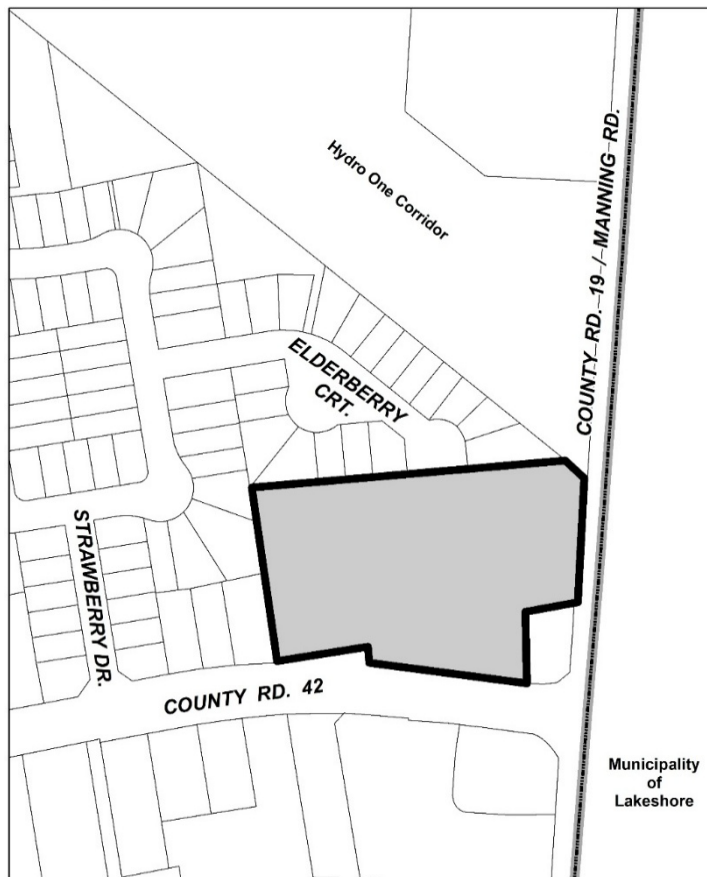 Hydro One Corridor
COUNTY RD. 19 / MANNING RD.
ELDERBERRY
CRT.
STRAWBERRY DR.
COUNTY RD. 42
Municipality
of
Lakeshore